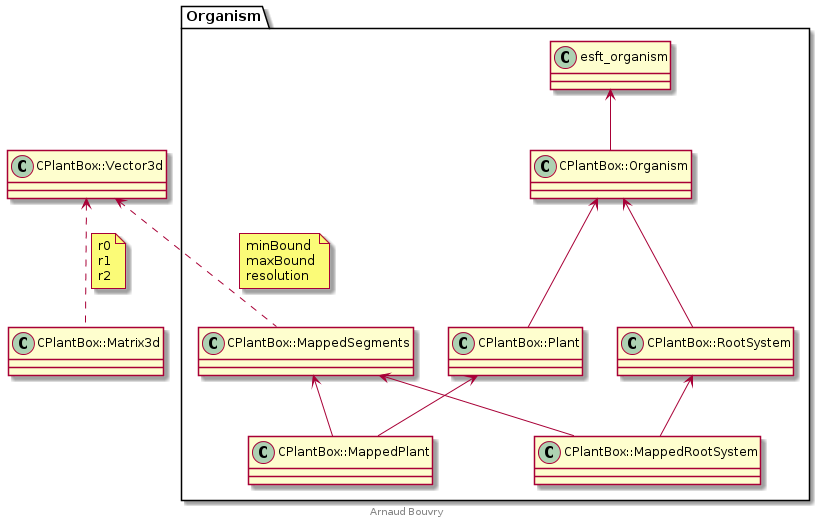 Organism
C esft_organism
C CPlantBox::Vector3d
C CPlantBox::Organism
r0
r1
r2
minBound
maxBound
resolution
C CPlantBox::Matrix3d
C CPlantBox::MappedSegments
C CPlantBox::Plant
C CPlantBox::RootSystem
C CPlantBox::MappedPlant
C CPlantBox::MappedRootSystem
Arnaud Bouvry